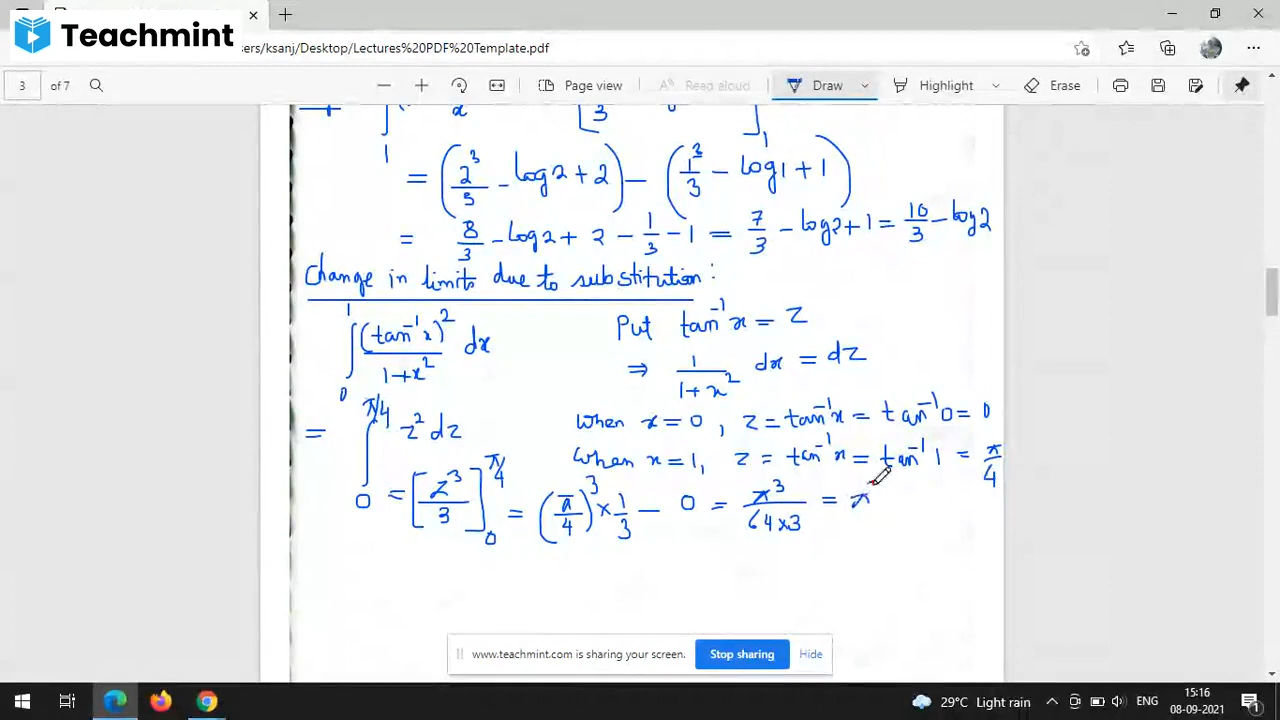 Teachmint
ers/ksanj/Desktop/Lectures%20PDF%20Template.pdf
3 of 7 Page view Read aloud Draw Highlight Erase
1 x [ 3 ]1
= (2³/3 - log2 + 2) - (1³/3 - log1 + 1)
= 8/3 - log2 + 2 - 1/3 - 1 = 7/3 - log2 + 1 = 10/3 - log2
Change in limits due to substitution:
∫₀¹ (tan⁻¹x)²/(1+x²) dx Put tan⁻¹x = z
⇒ 1/(1+x²) dx = dz
= ∫₀^(π/4) z² dz When x = 0, z = tan⁻¹x = tan⁻¹0 = 0
When x = 1, z = tan⁻¹x = tan⁻¹1 = π/4
= [z³/3]₀^(π/4) = (π/4)³ × 1/3 - 0 = π³/(64×3) = π
www.teachmint.com is sharing your screen. Stop sharing Hide
29°C Light rain ENG 15:16
08-09-2021
1